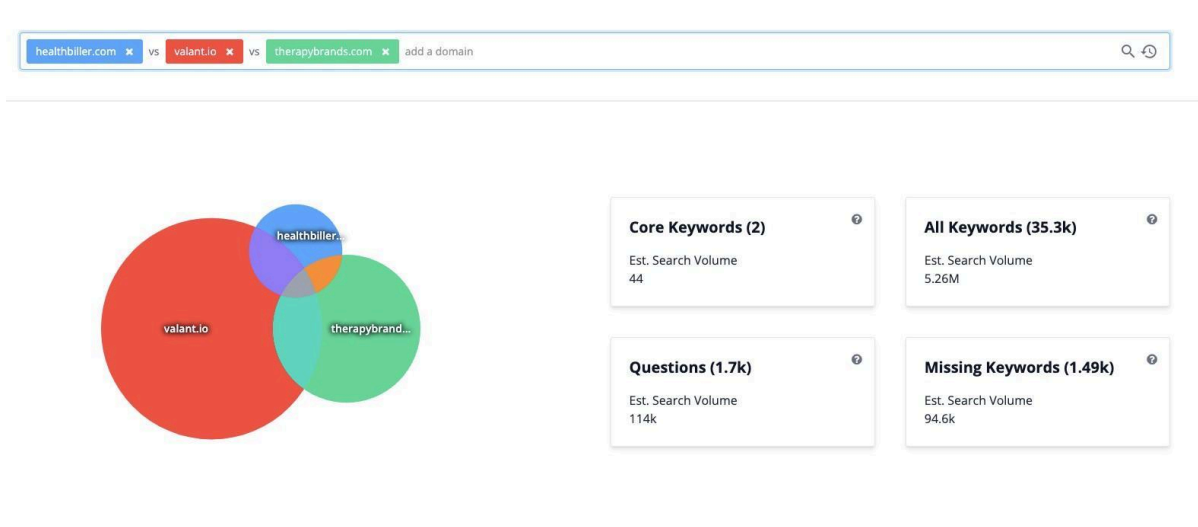 healthbiller.com × vs valant.io × vs therapybrands.com × add a domain
healthbiller...
valant.io
therapybrand...
Core Keywords (2)
Est. Search Volume
44
All Keywords (35.3k)
Est. Search Volume
5.26M
Questions (1.7k)
Est. Search Volume
114k
Missing Keywords (1.49k)
Est. Search Volume
94.6k